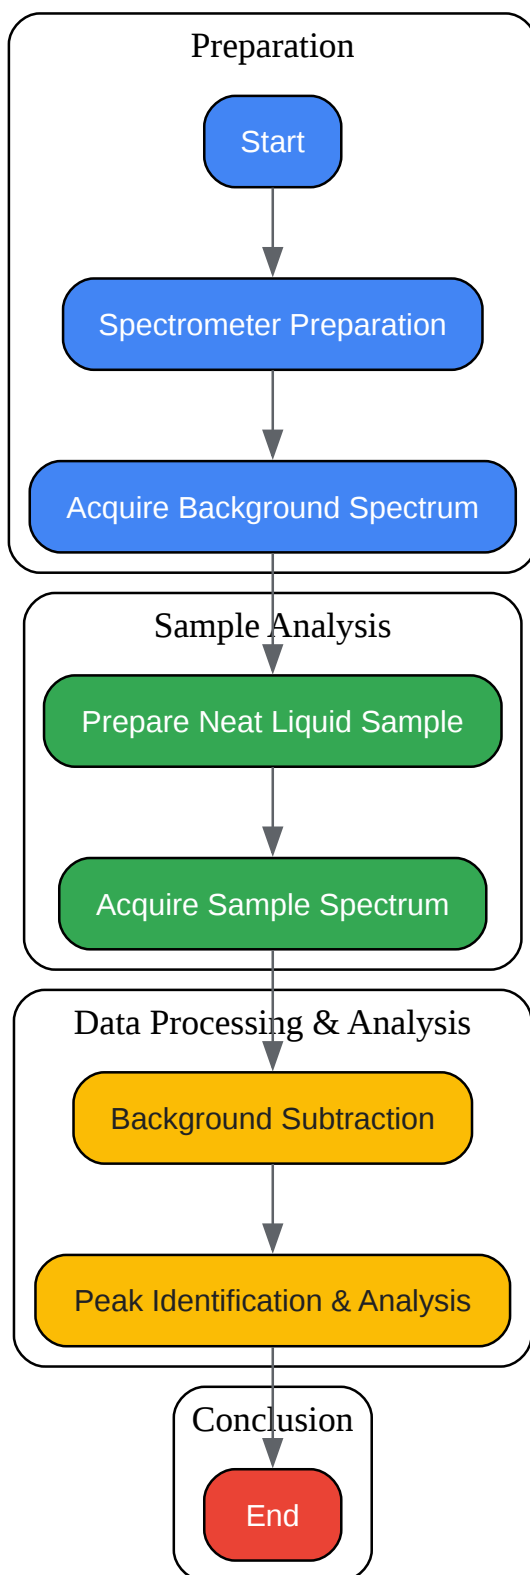 Preparation
Start
Spectrometer Preparation
Acquire Background Spectrum
Sample Analysis
Prepare Neat Liquid Sample
Acquire Sample Spectrum
Data Processing & Analysis
Background Subtraction
Peak Identification & Analysis
Conclusion
End